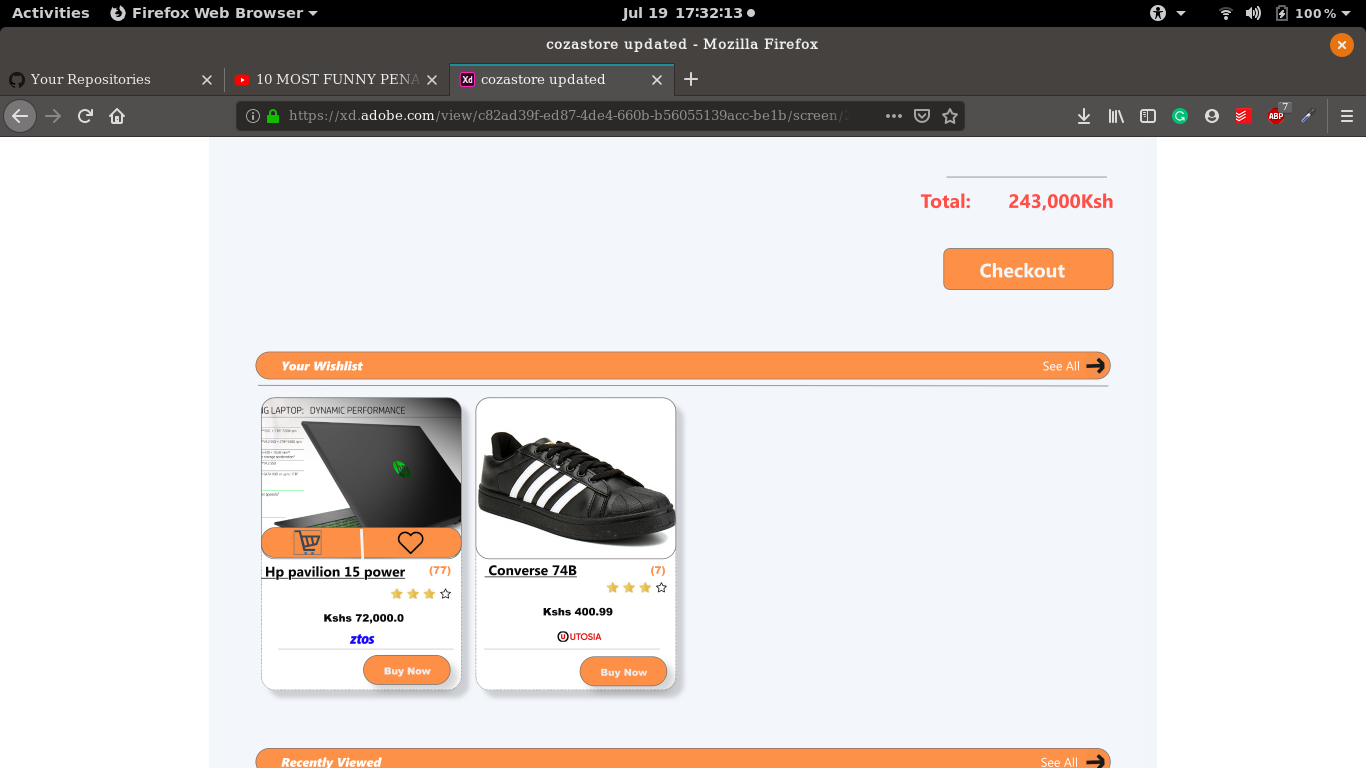 Activities Firefox Web Browser Jul 19 17:32:13 100 %
cozastore updated - Mozilla Firefox
Your Repositories 10 MOST FUNNY PENA Xd cozastore updated
https://xd.adobe.com/view/c82ad39f-ed87-4de4-660b-b56055139acc-be1b/screen/ ABP 7
Total: 243,000Ksh
Checkout
Your Wishlist See All
G LAPTOP: DYNAMIC PERFORMANCE
Hp pavilion 15 power (77)
Kshs 72,000.0
ztos
Buy Now
Converse 74B (7)
Kshs 400.99
UTOSIA
Buy Now
Recently Viewed See All